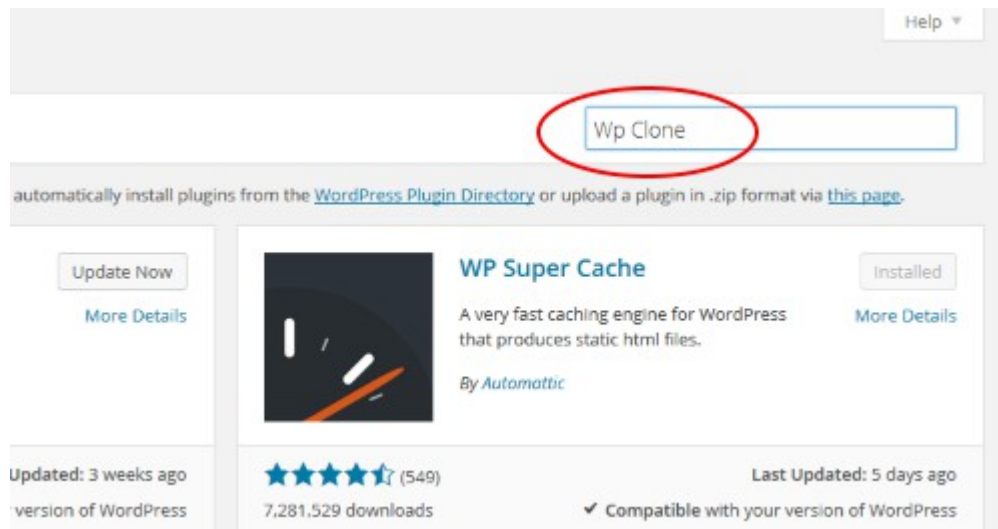 Help
Wp Clone
automatically install plugins from the WordPress Plugin Directory or upload a plugin in .zip format via this page.
Update Now
More Details
WP Super Cache
Installed
A very fast caching engine for WordPress
More Details
that produces static html files.
By Automattic
Updated: 3 weeks ago
version of WordPress
(549)
Last Updated: 5 days ago
7,281,529 downloads
✔ Compatible with your version of WordPress